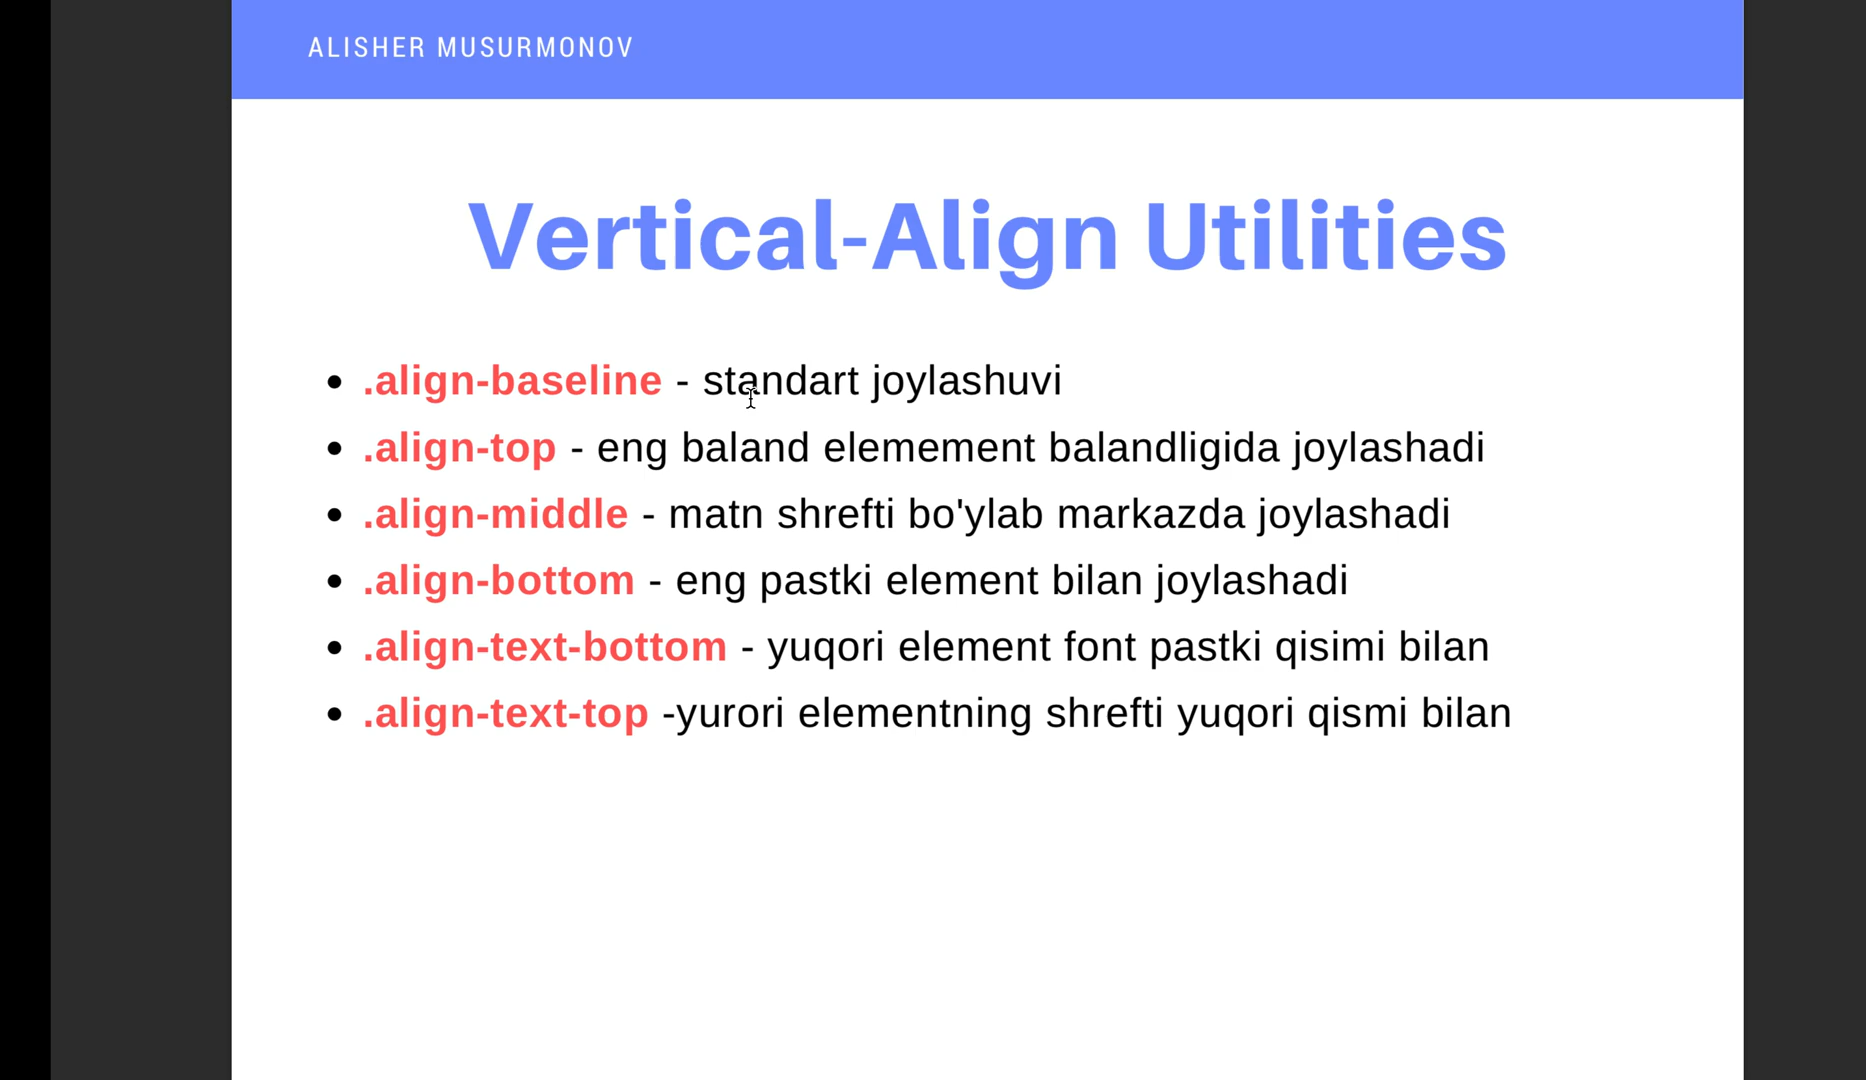 ALISHER MUSURMONOV
Vertical-Align Utilities
• .align-baseline - standart joylashuvi
• .align-top - eng baland elemement balandligida joylashadi
• .align-middle - matn shrefti bo'ylab markazda joylashadi
• .align-bottom - eng pastki element bilan joylashadi
• .align-text-bottom - yuqori element font pastki qisimi bilan
• .align-text-top -yurori elementning shrefti yuqori qismi bilan